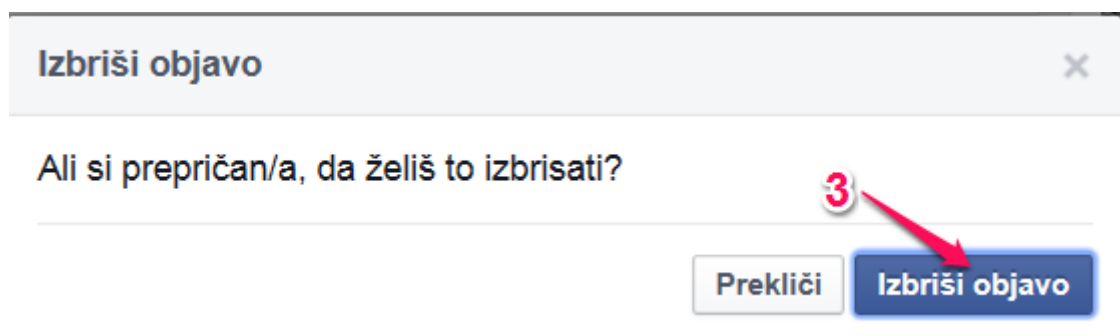 Izbriši objavo
Ali si prepričan/a, da želiš to izbrisati?
3
Prekliči Izbriši objavo